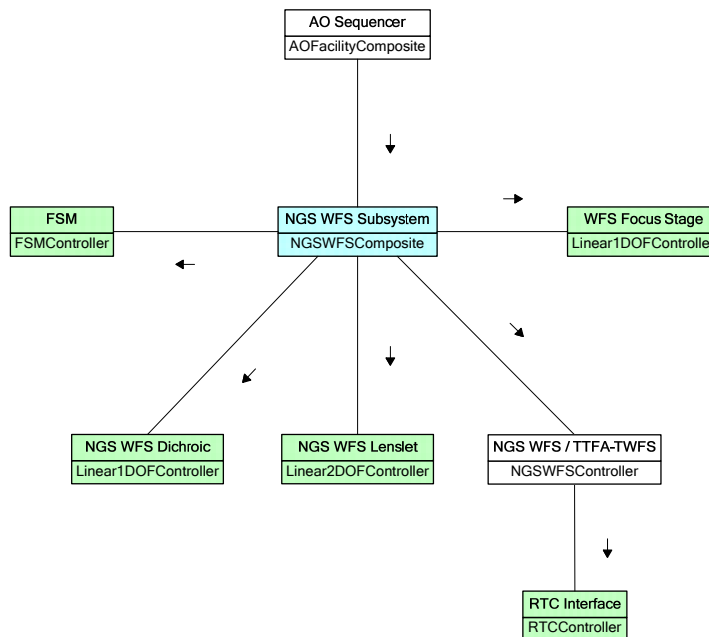 AO Sequencer
AOFacilityComposite
FSM
FSMController
NGS WFS Subsystem
NGSWFSComposite
WFS Focus Stage
Linear1DOFControlle
NGS WFS Dichroic
Linear1DOFController
NGS WFS Lenslet
Linear2DOFController
NGS WFS / TTFA-TWFS
NGSWFSController
RTC Interface
RTCController